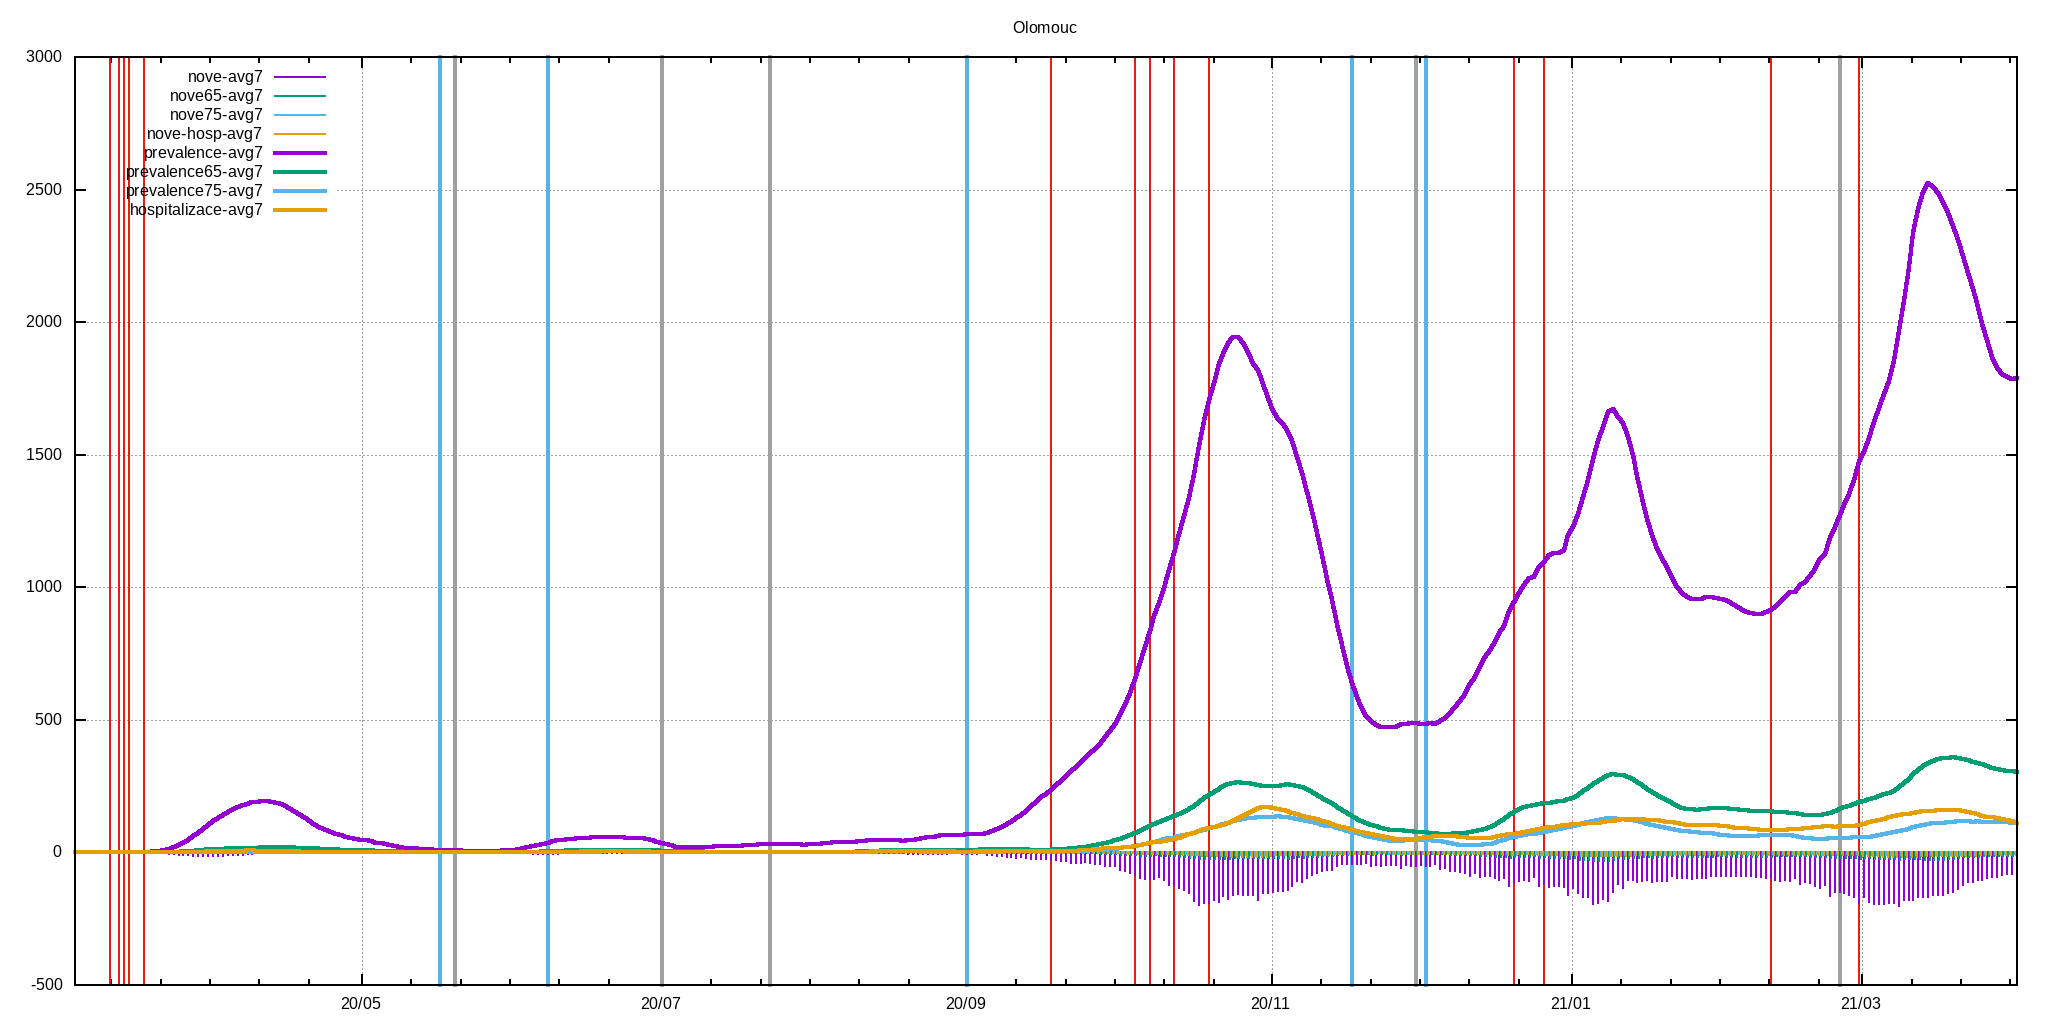 Olomouc
3000
2500
2000
1500
1000
500
0
-500
nove-avg7
nove65-avg7
nove75-avg7
nove-hosp-avg7
prevalence-avg7
prevalence65-avg7
prevalence75-avg7
hospitalizace-avg7
20/05 20/07 20/09 20/11 21/01 21/03